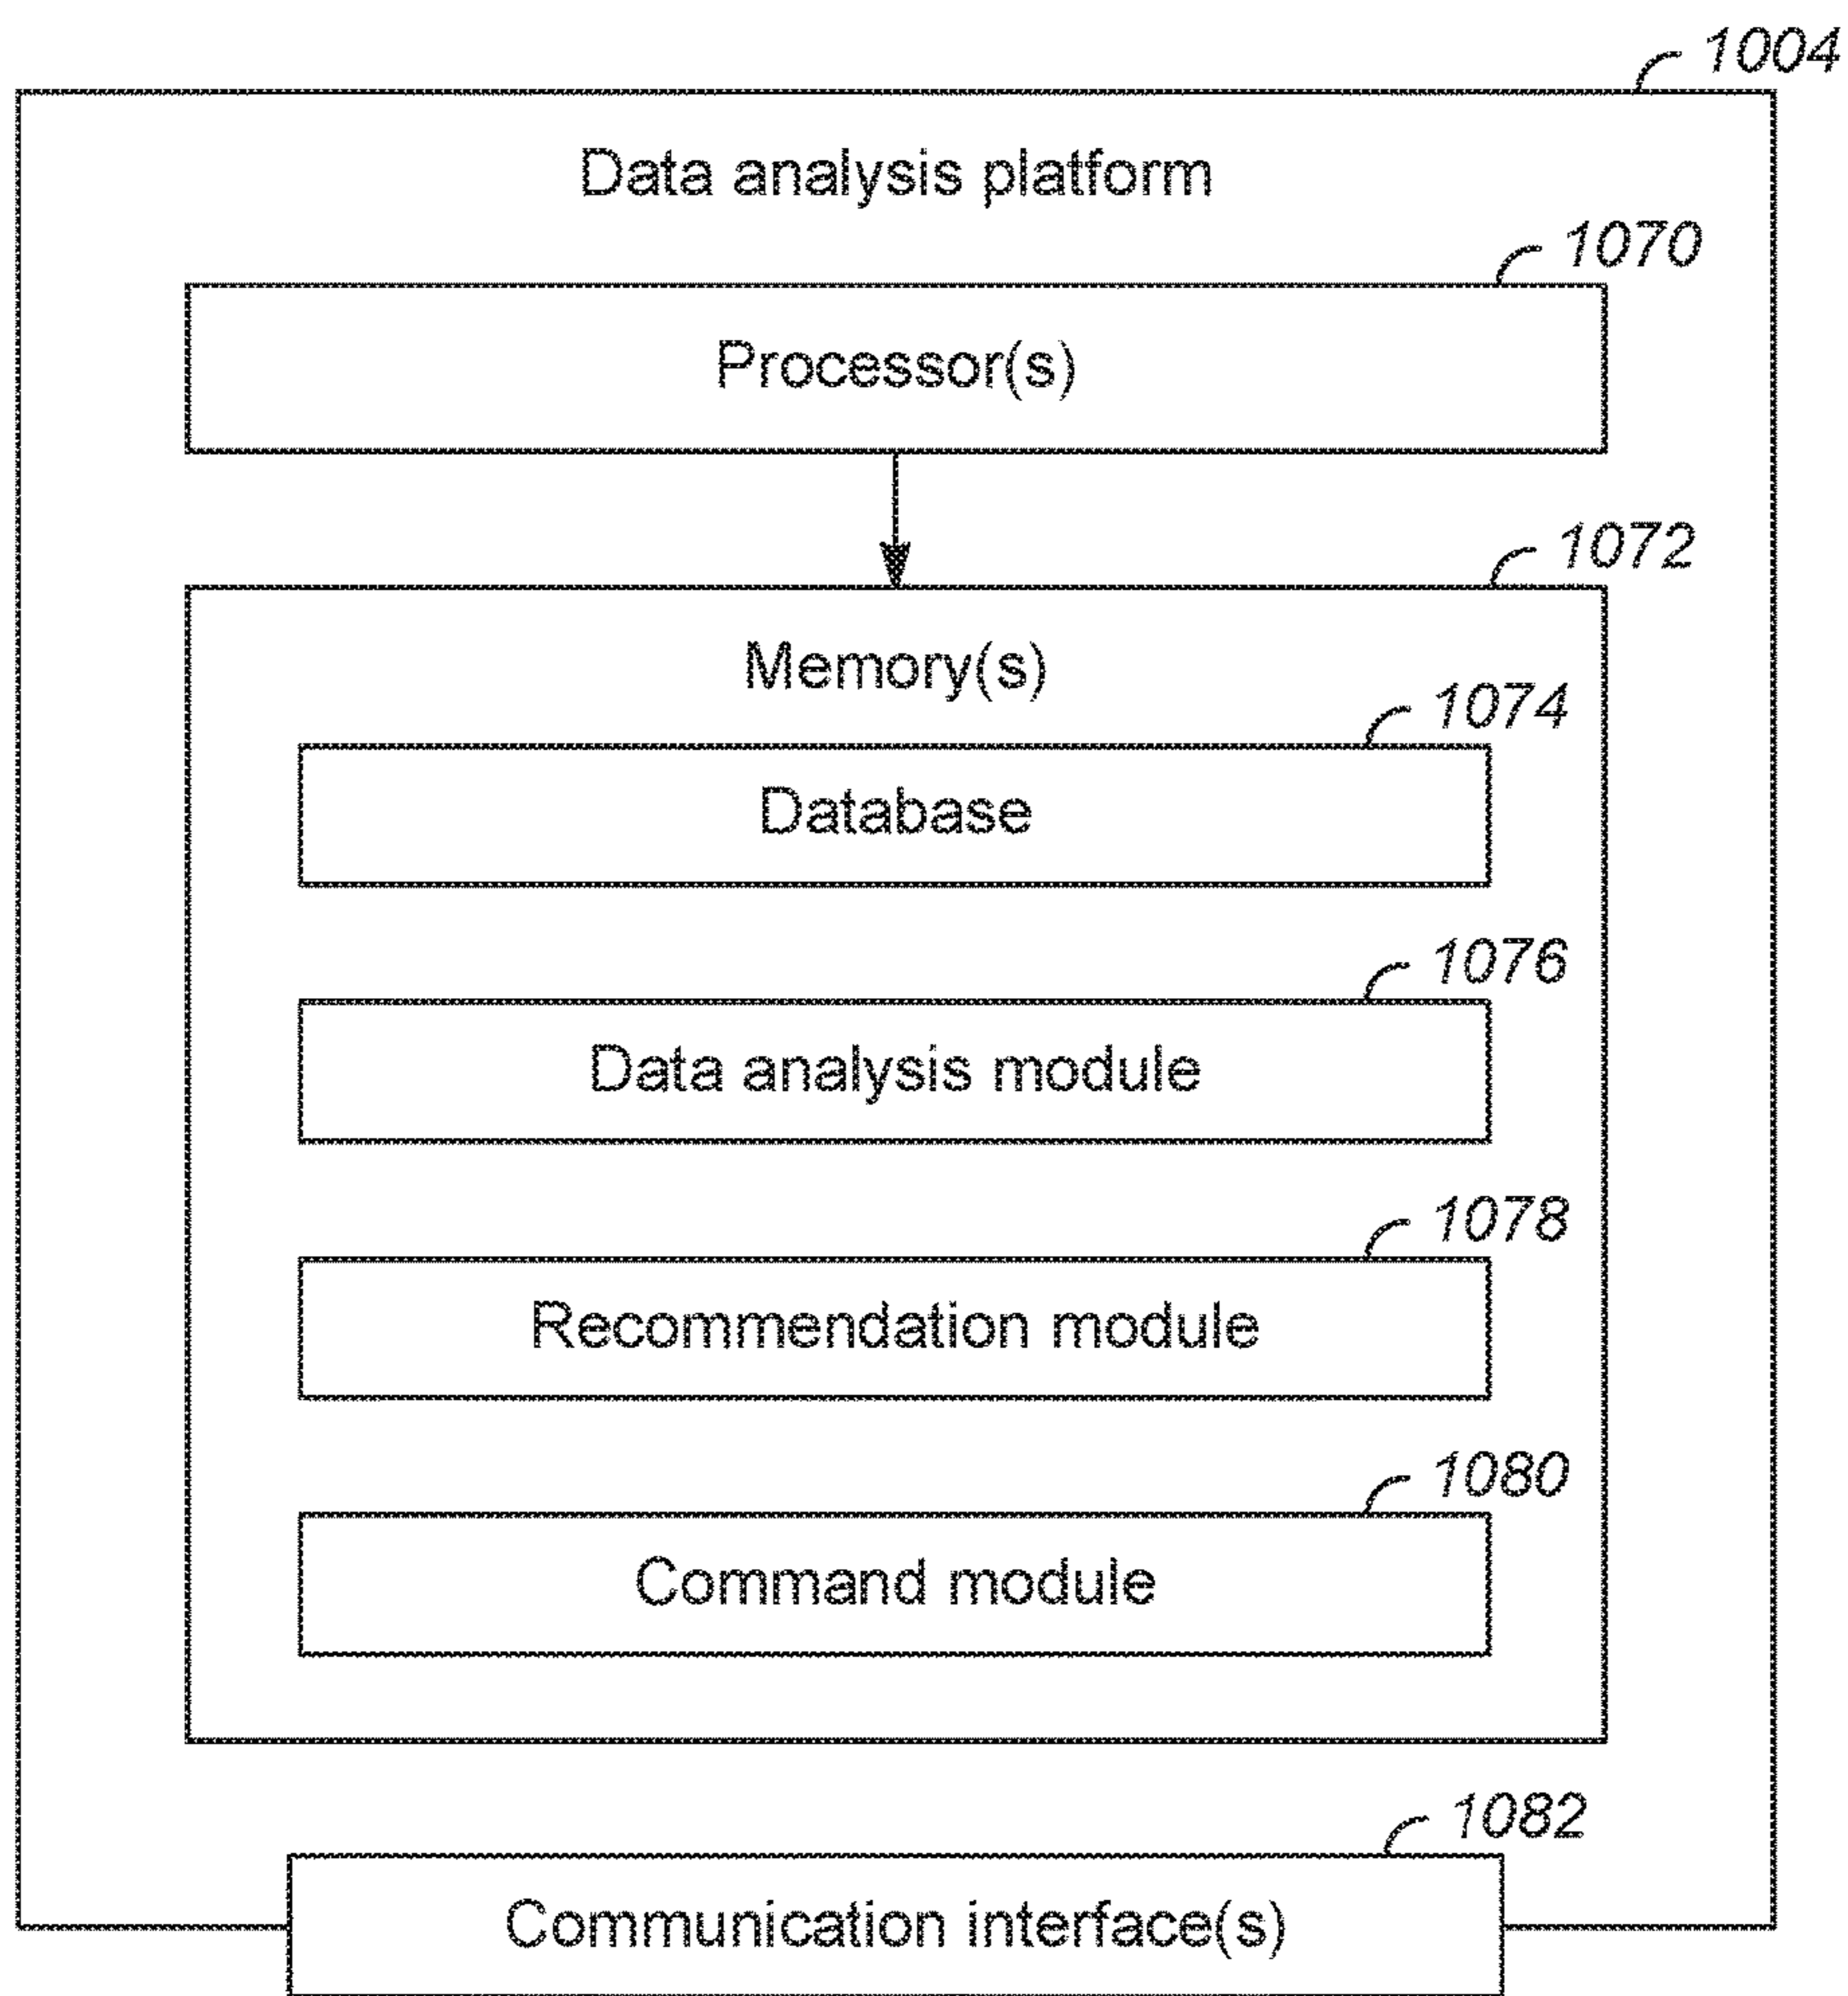 1004
Data analysis platform
1070
Processor(s)
1072
Memory(s)
1074
Database
1076
Data analysis module
1078
Recommendation module
1080
Command module
1082
Communication interface(s)